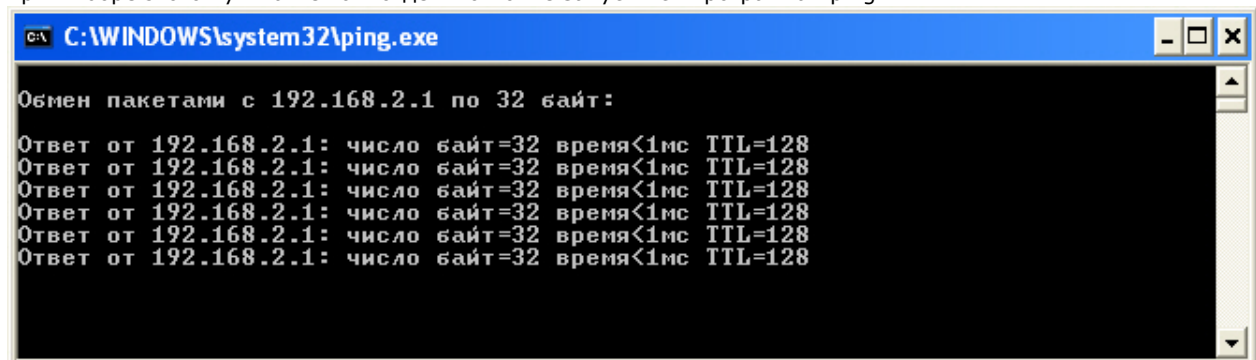 C:\WINDOWS\system32\ping.exe
Обмен пакетами с 192.168.2.1 по 32 байт:
Ответ от 192.168.2.1: число байт=32 время<1мс TTL=128
Ответ от 192.168.2.1: число байт=32 время<1мс TTL=128
Ответ от 192.168.2.1: число байт=32 время<1мс TTL=128
Ответ от 192.168.2.1: число байт=32 время<1мс TTL=128
Ответ от 192.168.2.1: число байт=32 время<1мс TTL=128
Ответ от 192.168.2.1: число байт=32 время<1мс TTL=128